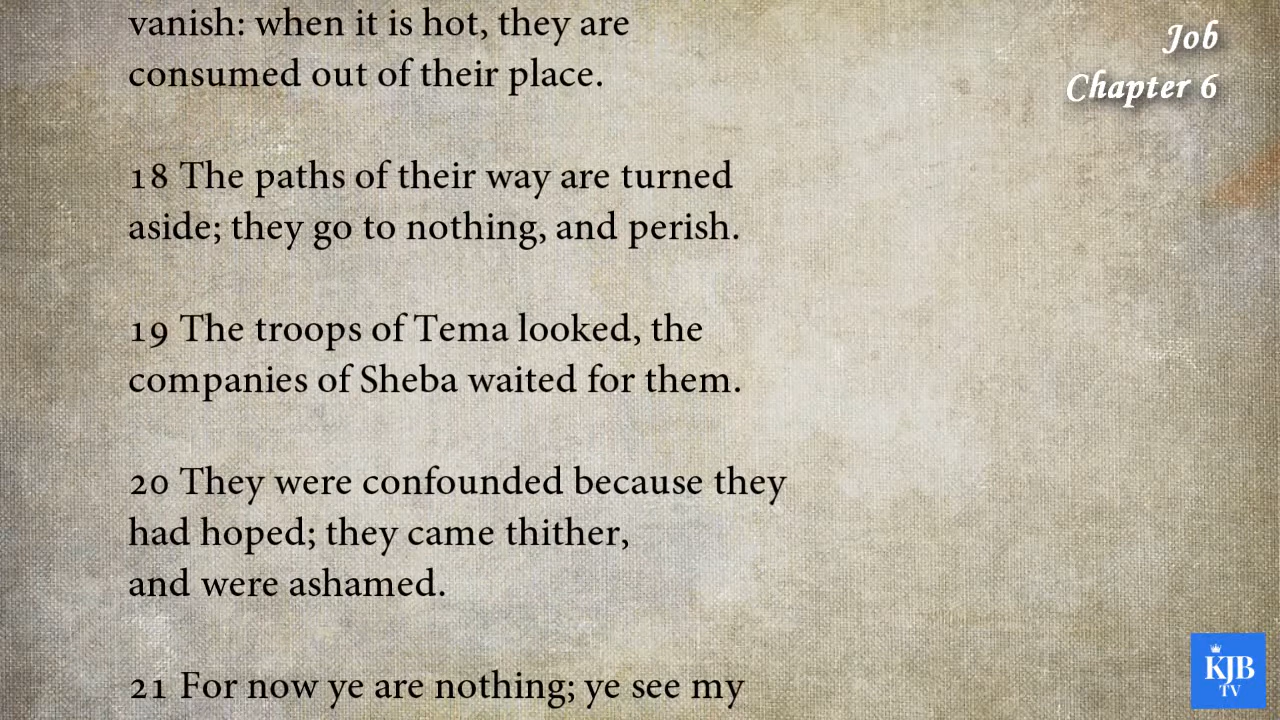 vanish: when it is hot, they are
consumed out of their place.
18 The paths of their way are turned
aside; they go to nothing, and perish.
19 The troops of Tema looked, the
companies of Sheba waited for them.
20 They were confounded because they
had hoped; they came thither,
and were ashamed.
21 For now ye are nothing; ye see my
Job
Chapter 6
KJB
TV